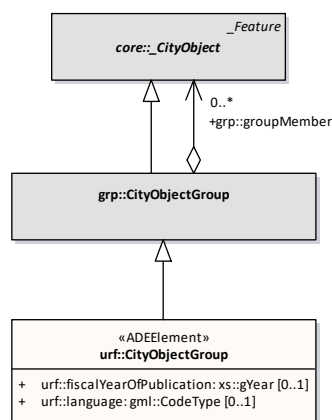 _Feature
core::_CityObject
0..*
+grp::groupMember
grp::CityObjectGroup
«ADEElement»
urf::CityObjectGroup
+ urf::fiscalYearOfPublication: xs::gYear [0..1]
+ urf::language: gml::CodeType [0..1]